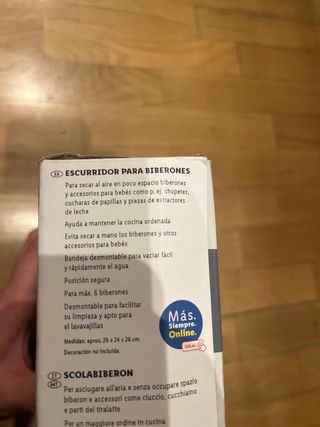 ES ESCURRIDOR PARA BIBERONES
Para secar al aire en poco espacio biberones
y accesorios para bebés como p. ej. chupetes,
cucharas de papillas y piezas de extractores
de leche
Ayuda a mantener la cocina ordenada
Evita secar a mano los biberones y otros
accesorios para bebés
Bandeja desmontable para vaciar fácil
y rápidamente el agua
Posición segura
Para máx. 6 biberones
Desmontable para facilitar
su limpieza y apto para
el lavavajillas
Medidas: aprox. 26 x 24 x 26 cm
Decoración no incluida
Más.
Siempre.
Online.
lidl.es
IT MT SCOLABIBERON
Per asciugare all'aria e senza occupare spazio
biberon e accessori come ciuccio, cucchiaino
e parti del tiralatte
Per un maggiore ordine in cucina